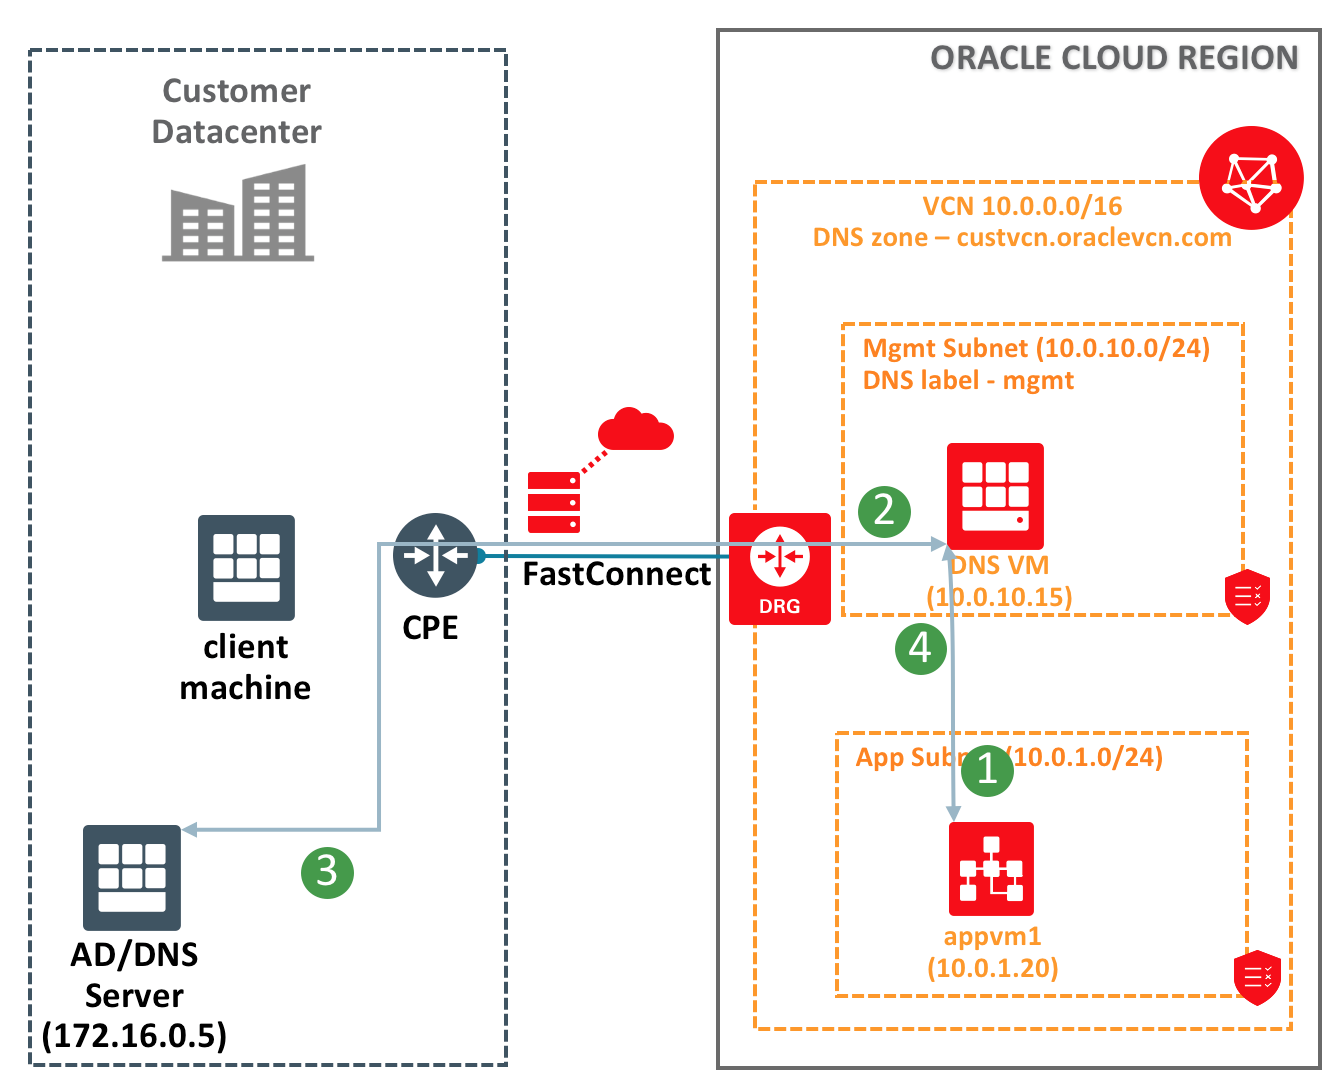 ORACLE CLOUD REGION
Customer
Datacenter
VCN 10.0.0.0/16
DNS zone – custvcn.oraclevcn.com
Mgmt Subnet (10.0.10.0/24)
DNS label - mgmt
2
DNS VM
(10.0.10.15)
FastConnect
DRG
CPE
client
machine
4
App Subnet (10.0.1.0/24)
1
3
appvm1
(10.0.1.20)
AD/DNS
Server
(172.16.0.5)